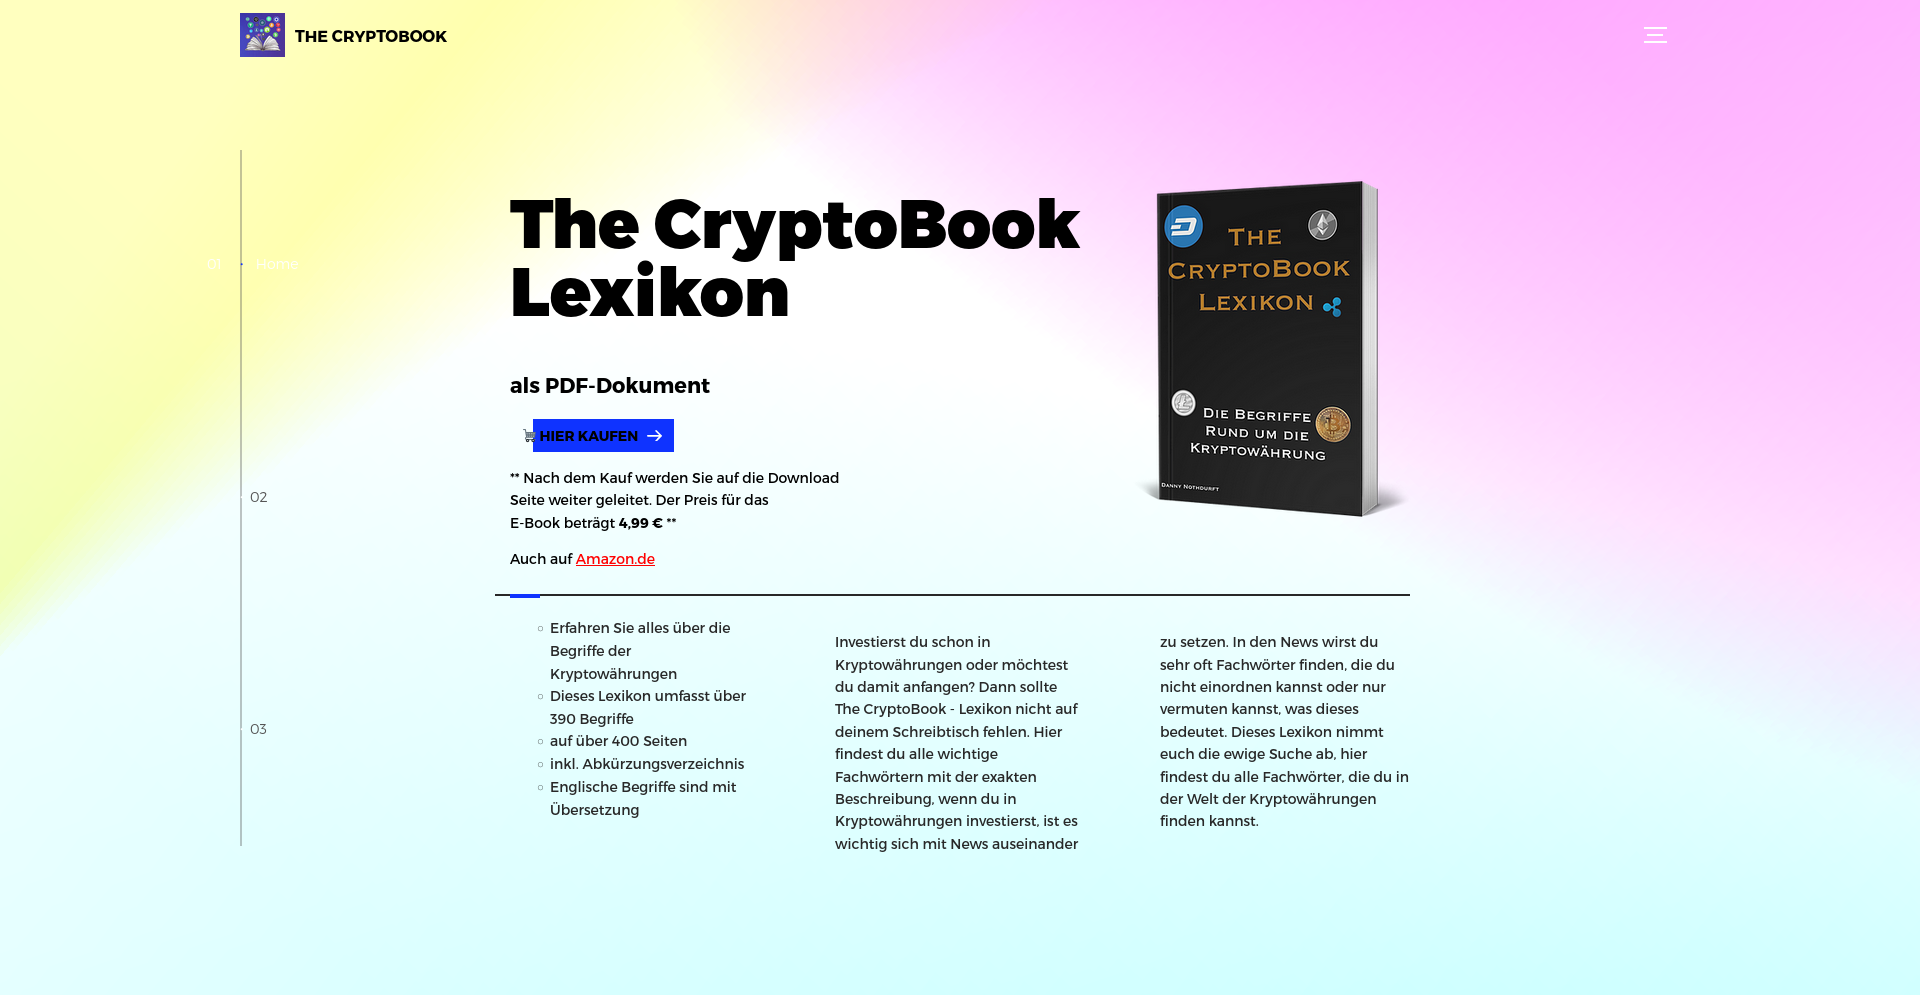 THE CRYPTOBOOK
01 Home
02
03
The CryptoBook
Lexikon
als PDF-Dokument
HIER KAUFEN
** Nach dem Kauf werden Sie auf die Download
Seite weiter geleitet. Der Preis für das
E-Book beträgt 4,99 € **
Auch auf Amazon.de
The
CryptoBook
Lexikon
Die Begriffe
Rund um die
Kryptowährung
Danny Nothdurft
Erfahren Sie alles über die
Begriffe der
Kryptowährungen
Dieses Lexikon umfasst über
390 Begriffe
auf über 400 Seiten
inkl. Abkürzungsverzeichnis
Englische Begriffe sind mit
Übersetzung
Investierst du schon in
Kryptowährungen oder möchtest
du damit anfangen? Dann sollte
The CryptoBook - Lexikon nicht auf
deinem Schreibtisch fehlen. Hier
findest du alle wichtige
Fachwörtern mit der exakten
Beschreibung, wenn du in
Kryptowährungen investierst, ist es
wichtig sich mit News auseinander
zu setzen. In den News wirst du
sehr oft Fachwörter finden, die du
nicht einordnen kannst oder nur
vermuten kannst, was dieses
bedeutet. Dieses Lexikon nimmt
euch die ewige Suche ab, hier
findest du alle Fachwörter, die du in
der Welt der Kryptowährungen
finden kannst.